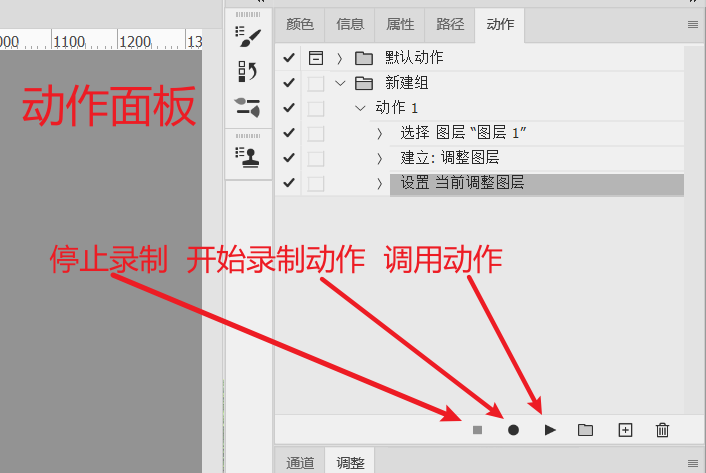 颜色 信息 属性 路径 动作
1100 1200
动作面板
默认动作
新建组
动作 1
选择 图层 “图层 1”
建立: 调整图层
设置 当前调整图层
停止录制 开始录制动作 调用动作
通道 调整